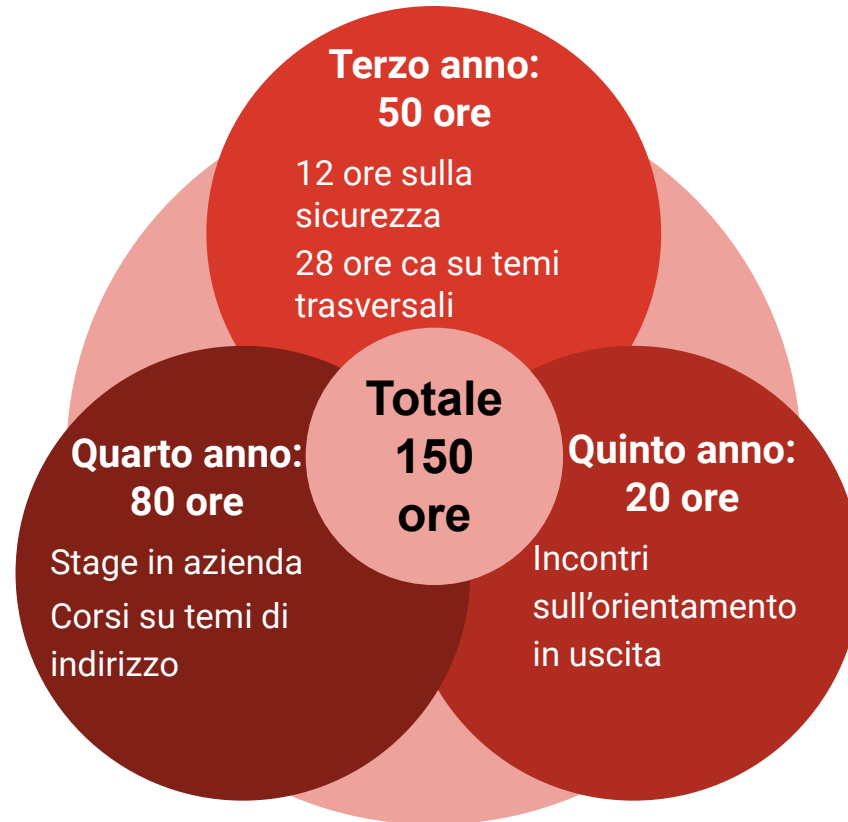 Terzo anno:
50 ore
12 ore sulla
sicurezza
28 ore ca su temi
trasversali
Totale
150
ore
Quarto anno:
80 ore
Stage in azienda
Corsi su temi di
indirizzo
Quinto anno:
20 ore
Incontri
sull’orientamento
in uscita